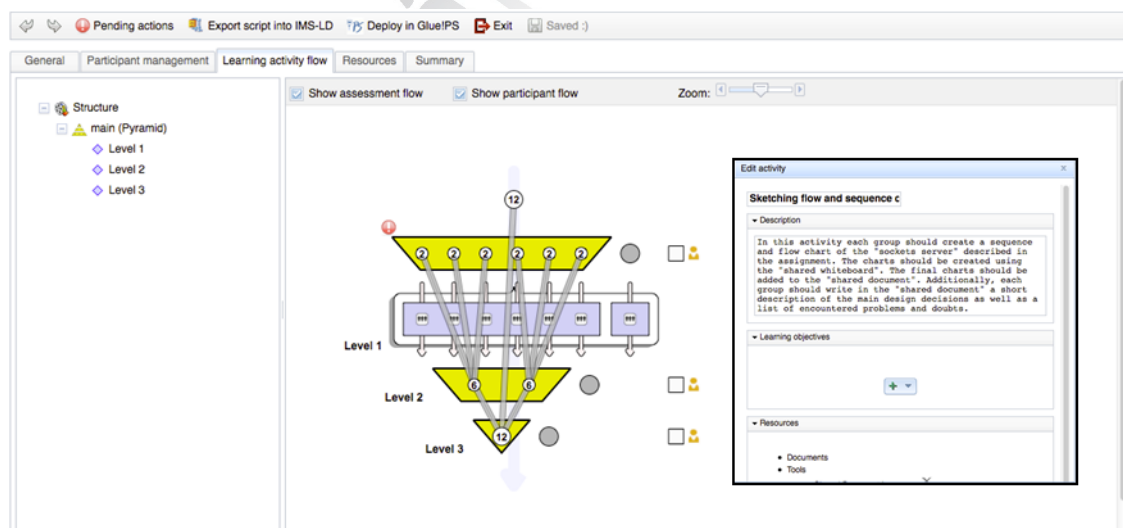 Pending actions Export script into IMS-LD Deploy in Glue!PS Exit Saved :)
General Participant management Learning activity flow Resources Summary
Show assessment flow Show participant flow Zoom:
Structure
main (Pyramid)
Level 1
Level 2
Level 3
12
2 2 2 2 2 2
Level 1
6 6
Level 2
12
Level 3
Edit activity
Sketching flow and sequence c
Description
In this activity each group should create a sequence
and flow chart of the "sockets server" described in
the assignment. The charts should be created using
the "shared whiteboard". The final charts should be
added to the "shared document". Additionally, each
group should write in the "shared document" a short
description of the main design decisions as well as a
list of encountered problems and doubts.
Learning objectives
Resources
Documents
Tools